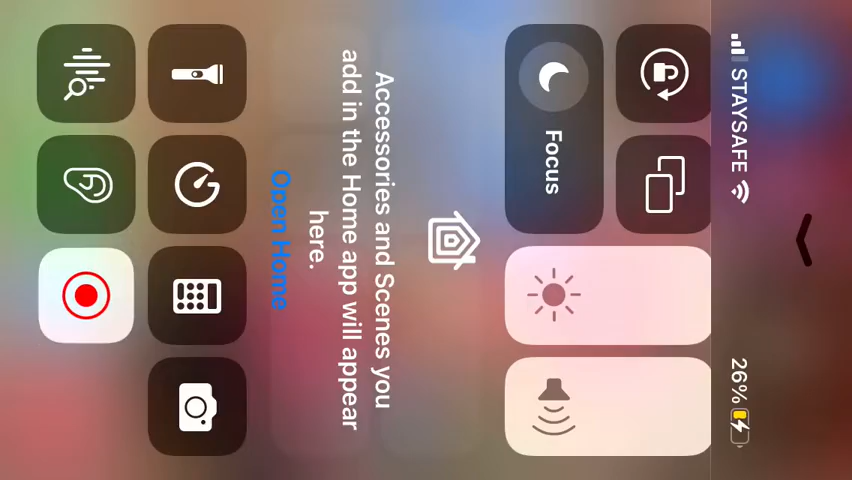 STAYSAFE
26%
Focus
Accessories and Scenes you
add in the Home app will appear
here.
Open Home